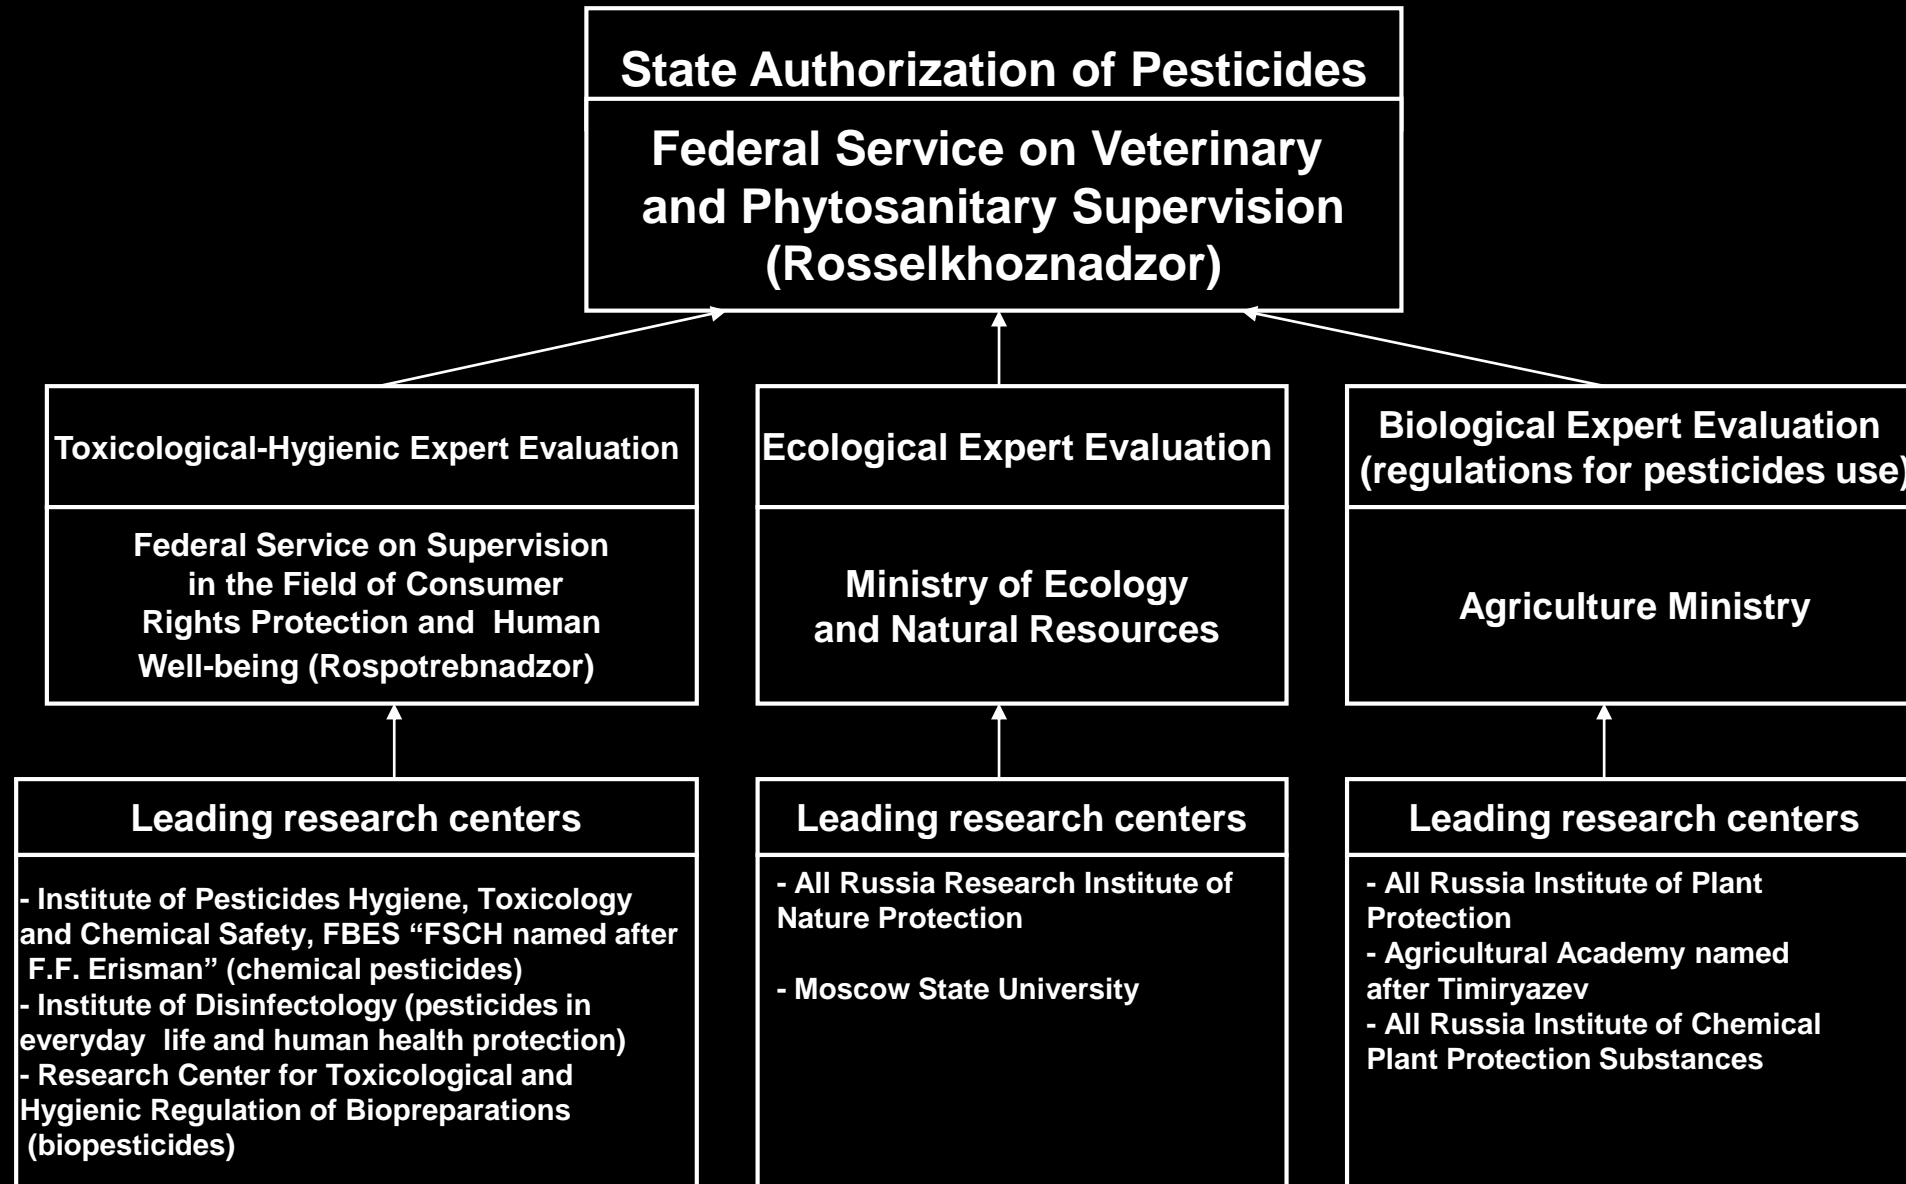 State Authorization of Pesticides
Federal Service on Veterinary
and Phytosanitary Supervision
(Rosselkhoznadzor)
Toxicological-Hygienic Expert Evaluation
Federal Service on Supervision
in the Field of Consumer
Rights Protection and Human
Well-being (Rospotrebnadzor)
Ecological Expert Evaluation
Ministry of Ecology
and Natural Resources
Biological Expert Evaluation
(regulations for pesticides use)
Agriculture Ministry
Leading research centers
- Institute of Pesticides Hygiene, Toxicology
and Chemical Safety, FBES “FSCH named after
F.F. Erisman” (chemical pesticides)
- Institute of Disinfectology (pesticides in
everyday life and human health protection)
- Research Center for Toxicological and
Hygienic Regulation of Biopreparations
(biopesticides)
Leading research centers
- All Russia Research Institute of
Nature Protection
- Moscow State University
Leading research centers
- All Russia Institute of Plant
Protection
- Agricultural Academy named
after Timiryazev
- All Russia Institute of Chemical
Plant Protection Substances